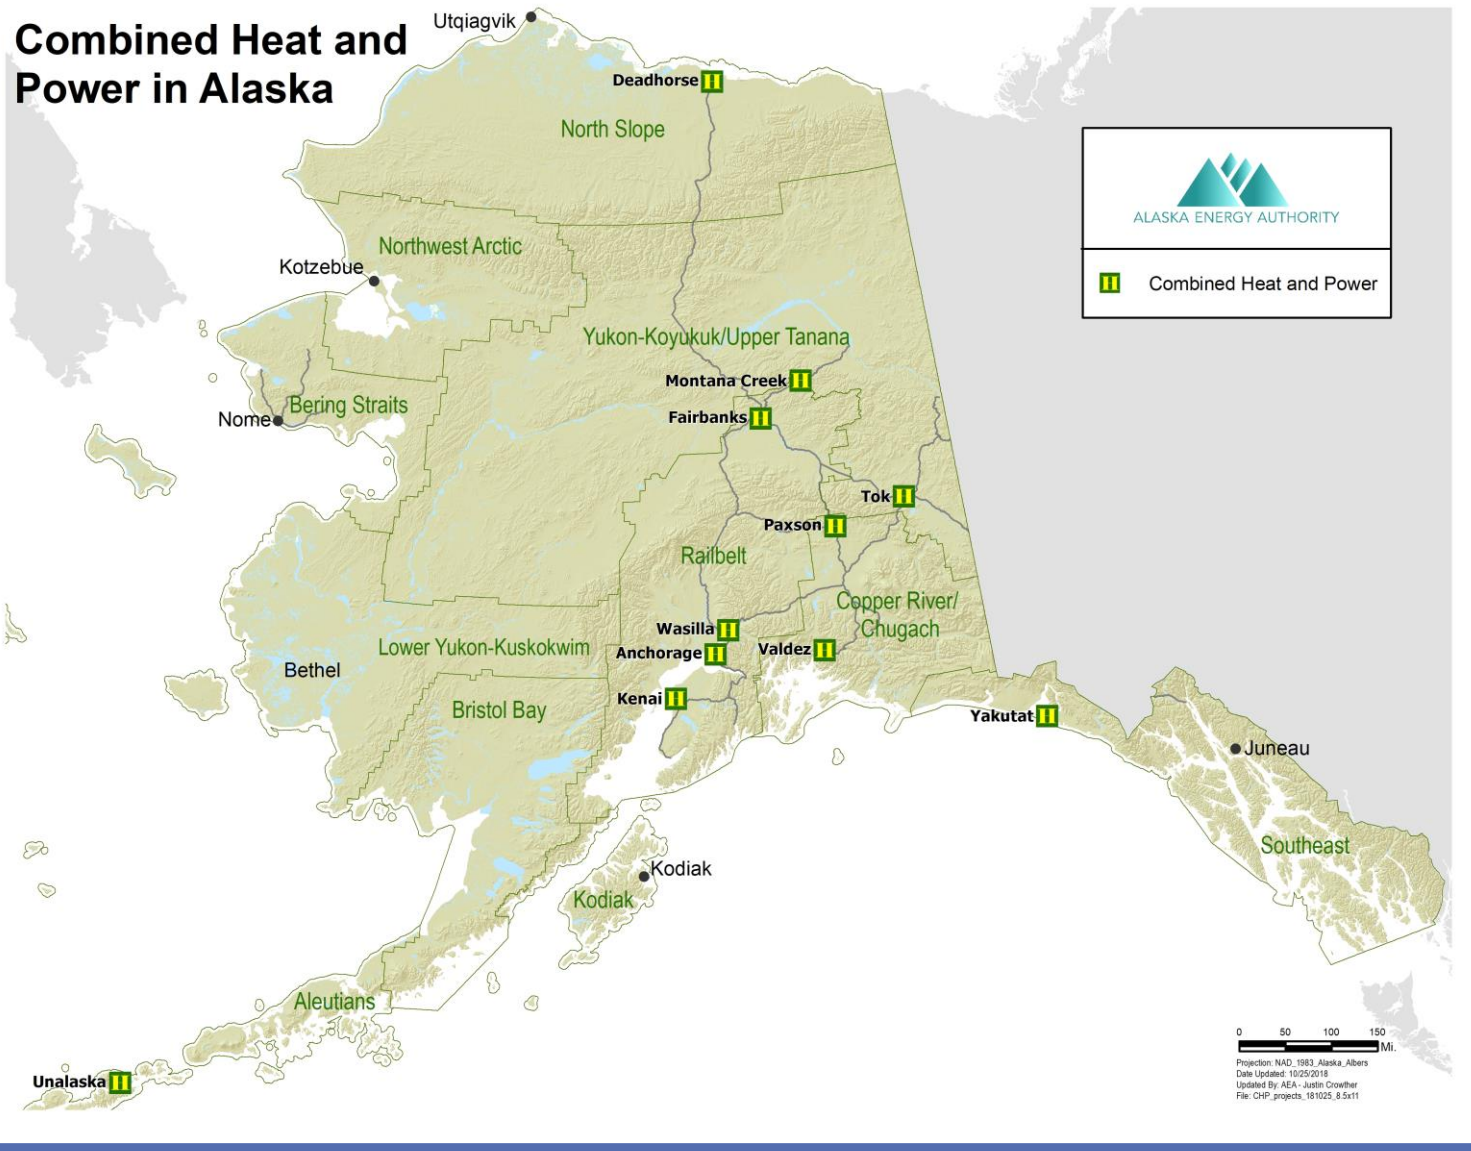 Combined Heat and
Power in Alaska
Utqiagvik
Deadhorse
North Slope
ALASKA ENERGY AUTHORITY
Combined Heat and Power
Northwest Arctic
Kotzebue
Yukon-Koyukuk/Upper Tanana
Montana Creek
Bering Straits
Nome
Fairbanks
Tok
Paxson
Railbelt
Copper River/
Chugach
Wasilla
Lower Yukon-Kuskokwim
Anchorage
Valdez
Bethel
Kenai
Bristol Bay
Yakutat
Juneau
Southeast
Kodiak
Kodiak
Aleutians
Unalaska
0 50 100 150
Mi.
Projection: NAD_1983_Alaska_Albers
Date Updated: 10/25/2018
Updated By: AEA - Justin Crowther
File: CHP_projects_181025_8.5x11